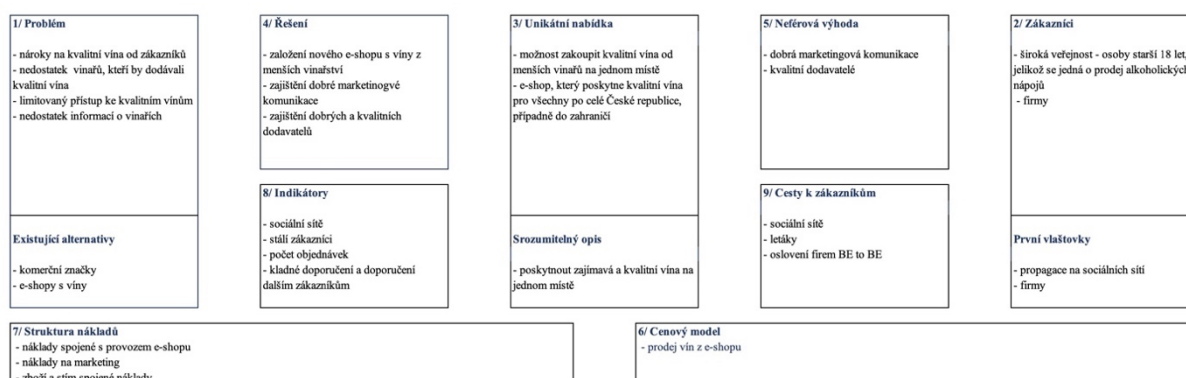 1/ Problém
- nároky na kvalitní vína od zákazníků
- nedostatek vinařů, kteří by dodávali
kvalitní vína
- limitovaný přístup ke kvalitním vínům
- nedostatek informací o vinařích
Existující alternativy
- komerční značky
- e-shopy s víny
4/ Řešení
- založení nového e-shopu s víny z
menších vinařství
- zajištění dobré marketingvé
komunikace
- zajištění dobrých a kvalitních
dodavatelů
8/ Indikátory
- sociální sítě
- stálí zákazníci
- počet objednávek
- kladné doporučení a doporučení
dalším zákazníkům
3/ Unikátní nabídka
- možnost zakoupit kvalitní vína od
menších vinařů na jednom místě
- e-shop, který poskytne kvalitní vína
pro všechny po celé České republice,
případně do zahraničí
Srozumitelný opis
- poskytnout zajímavá a kvalitní vína na
jednom místě
5/ Neférová výhoda
- dobrá marketingová komunikace
- kvalitní dodavatelé
9/ Cesty k zákazníkům
- sociální sítě
- letáky
- oslovení firem BE to BE
2/ Zákazníci
- široká veřejnost - osoby starší 18 let,
jelikož se jedná o prodej alkoholických
nápojů
- firmy
První vlaštovky
- propagace na sociálních sítí
- firmy
7/ Struktura nákladů
- náklady spojené s provozem e-shopu
- náklady na marketing
- zboží a stím spojené náklady
6/ Cenový model
- prodej vín z e-shopu